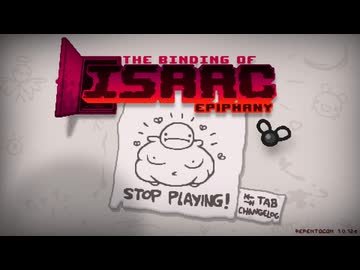 THE BINDING OF
ISAAC
EPIPHANY
STOP PLAYING!
TAB
CHANGELOG